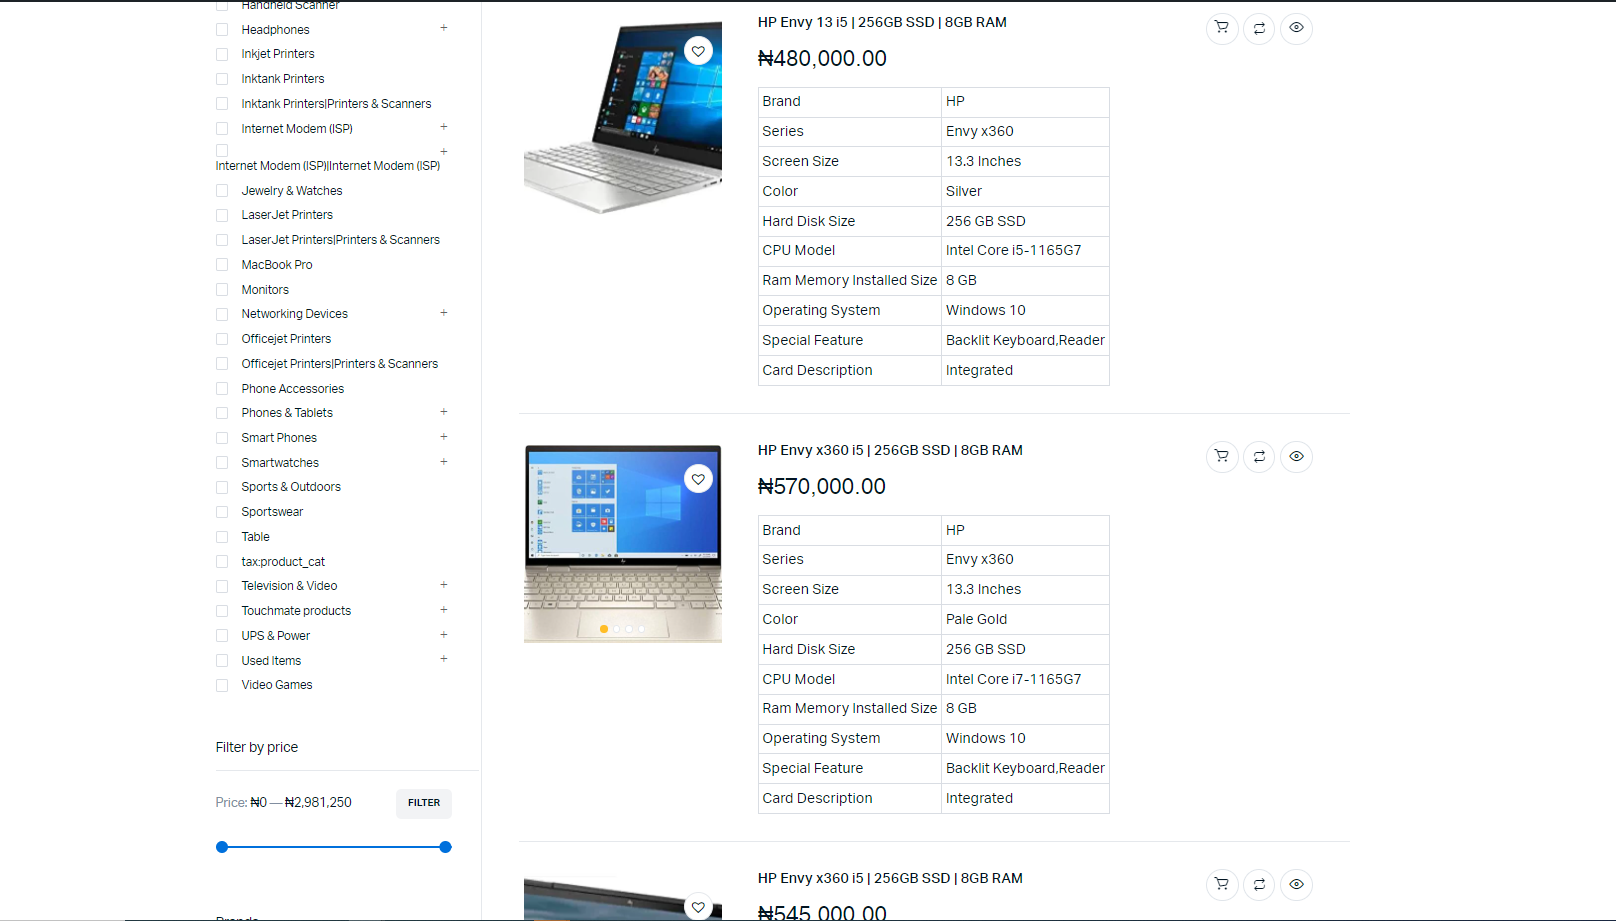 Handheld Scanner
Headphones +
Inkjet Printers
Inktank Printers
Inktank Printers|Printers & Scanners
Internet Modem (ISP) +
+
Internet Modem (ISP)|Internet Modem (ISP)
Jewelry & Watches
LaserJet Printers
LaserJet Printers|Printers & Scanners
MacBook Pro
Monitors
Networking Devices +
Officejet Printers
Officejet Printers|Printers & Scanners
Phone Accessories
Phones & Tablets +
Smart Phones +
Smartwatches +
Sports & Outdoors
Sportswear
Table
tax:product_cat
Television & Video +
Touchmate products +
UPS & Power +
Used Items +
Video Games
Filter by price
Price: ₦0 — ₦2,981,250 FILTER
Brands
HP Envy 13 i5 | 256GB SSD | 8GB RAM
₦480,000.00
Brand HP
Series Envy x360
Screen Size 13.3 Inches
Color Silver
Hard Disk Size 256 GB SSD
CPU Model Intel Core i5-1165G7
Ram Memory Installed Size 8 GB
Operating System Windows 10
Special Feature Backlit Keyboard,Reader
Card Description Integrated
HP Envy x360 i5 | 256GB SSD | 8GB RAM
₦570,000.00
Brand HP
Series Envy x360
Screen Size 13.3 Inches
Color Pale Gold
Hard Disk Size 256 GB SSD
CPU Model Intel Core i7-1165G7
Ram Memory Installed Size 8 GB
Operating System Windows 10
Special Feature Backlit Keyboard,Reader
Card Description Integrated
HP Envy x360 i5 | 256GB SSD | 8GB RAM
₦545,000.00